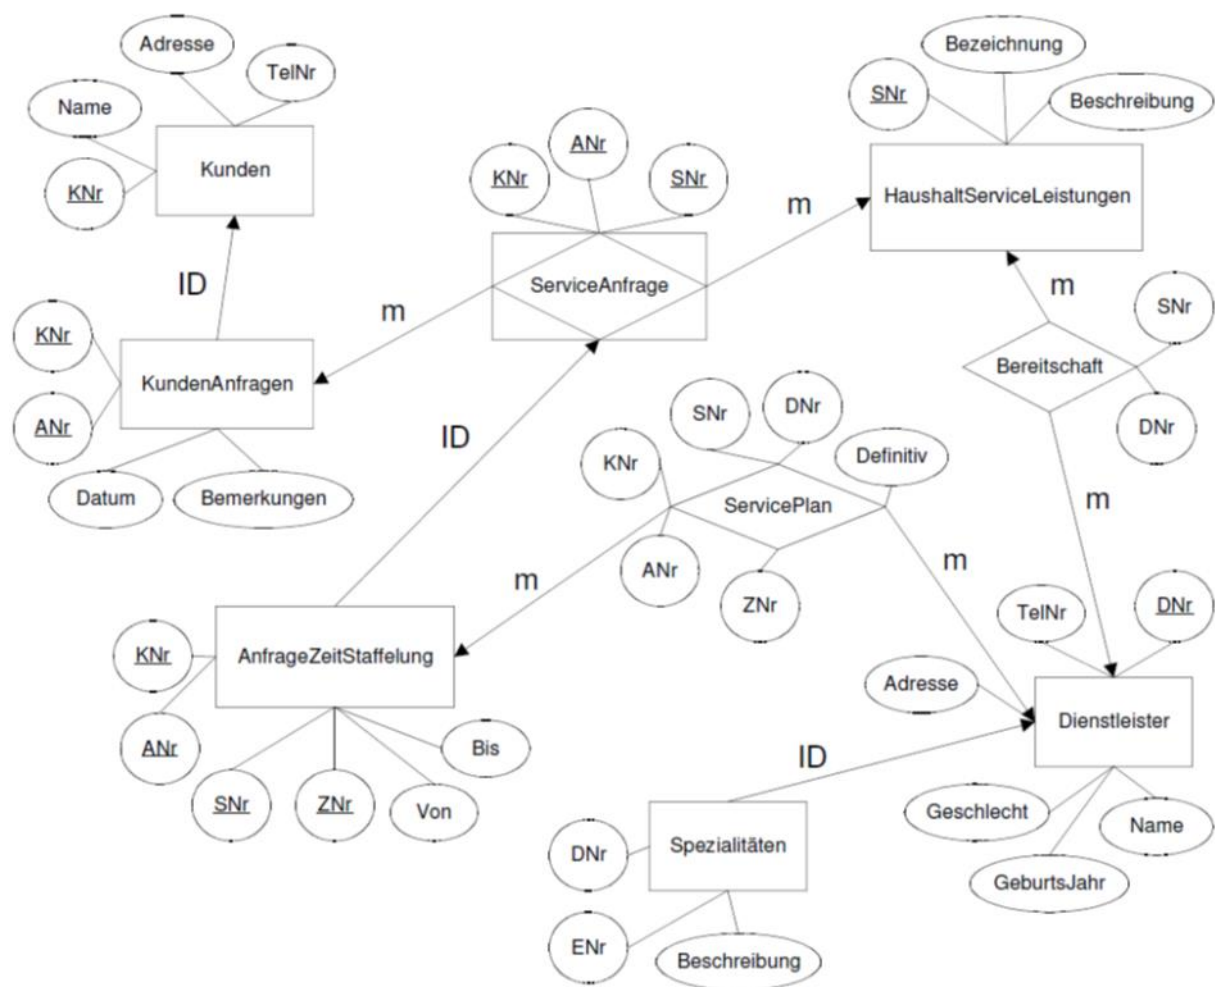 Adresse
TelNr
Name
Kunden
KNr
ID
KNr
KundenAnfragen
ANr
Datum
Bemerkungen
KNr
ANr
SNr
ServiceAnfrage
m
m
Bezeichnung
SNr
Beschreibung
HaushaltServiceLeistungen
m
SNr
Bereitschaft
DNr
m
ID
SNr
DNr
KNr
Definitiv
ServicePlan
ANr
ZNr
m
m
KNr
AnfrageZeitStaffelung
ANr
SNr
ZNr
Von
Bis
TelNr
DNr
Adresse
Dienstleister
Geschlecht
Name
GeburtsJahr
ID
DNr
Spezialitäten
ENr
Beschreibung